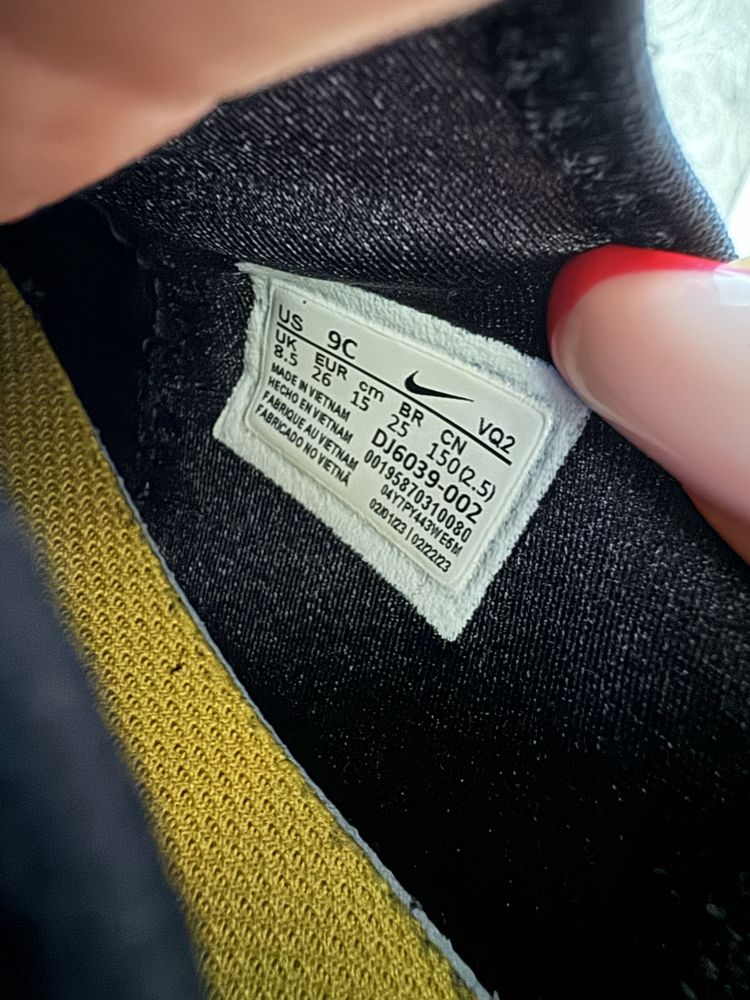 US 9C VQ2
UK EUR cm BR CN
8.5 26 15 25 150(2.5)
MADE IN VIETNAM
HECHO EN VIETNAM
FABRIQUE AU VIETNAM
FABRICADO NO VIETNÃ
DJ6039-002
00195870310080
04Y7PY443WE5M
02/01/23 | 02/22/23